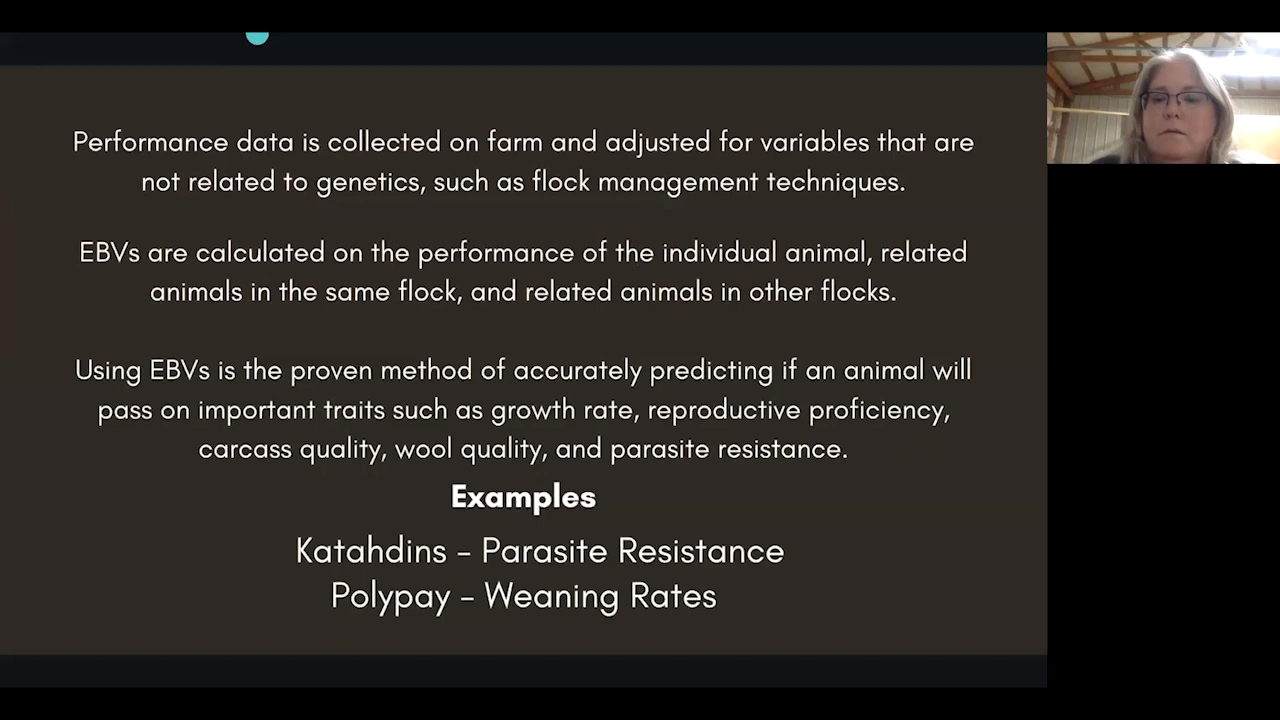 Performance data is collected on farm and adjusted for variables that are
not related to genetics, such as flock management techniques.
EBVs are calculated on the performance of the individual animal, related
animals in the same flock, and related animals in other flocks.
Using EBVs is the proven method of accurately predicting if an animal will
pass on important traits such as growth rate, reproductive proficiency,
carcass quality, wool quality, and parasite resistance.
Examples
Katahdins - Parasite Resistance
Polypay - Weaning Rates